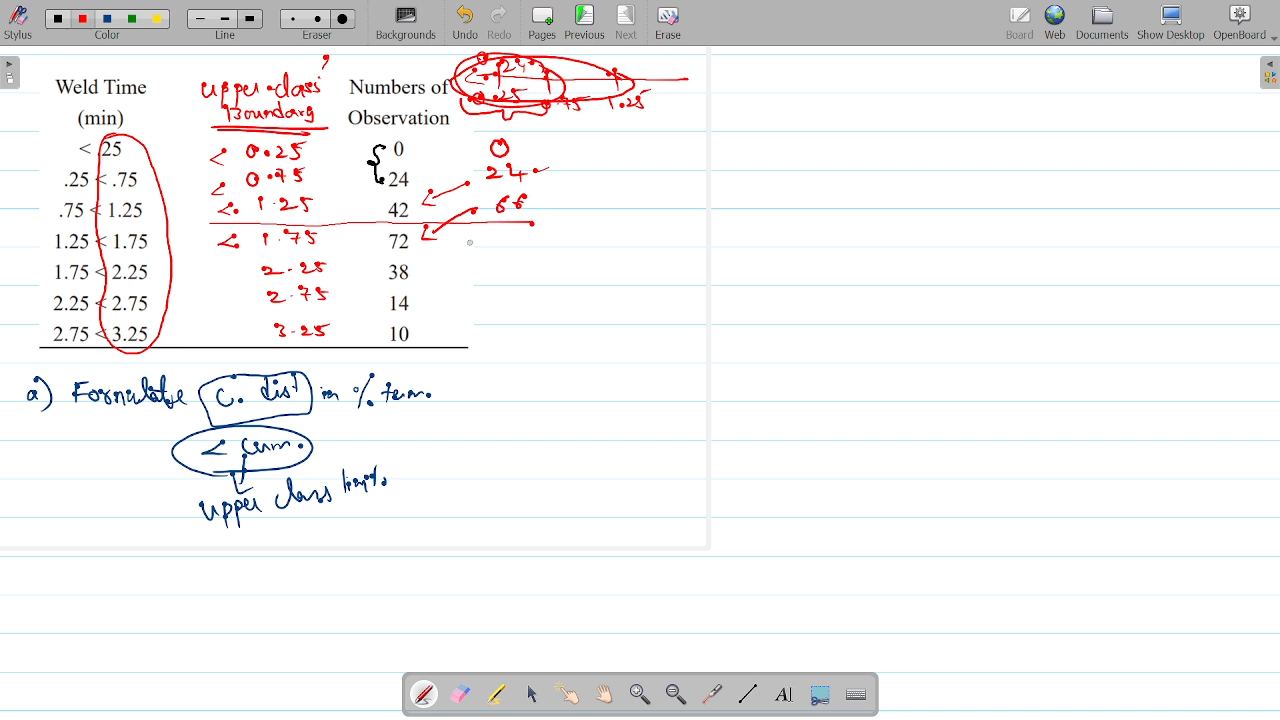 Stylus Color Line Eraser Backgrounds Undo Redo Pages Previous Next Erase Board Web Documents Show Desktop OpenBoard
Weld Time upper class Numbers of
(min) Boundary Observation
24
.25 .75 1.25
< 25 < 0.25 0 0
.25 < .75 < 0.75 24 24
.75 < 1.25 < 1.25 42 66
1.25 < 1.75 < 1.75 72
1.75 < 2.25 2.25 38
2.25 < 2.75 2.75 14
2.75 < 3.25 3.25 10
a) Formulate C. dist in % term.
< cum.
upper class limit